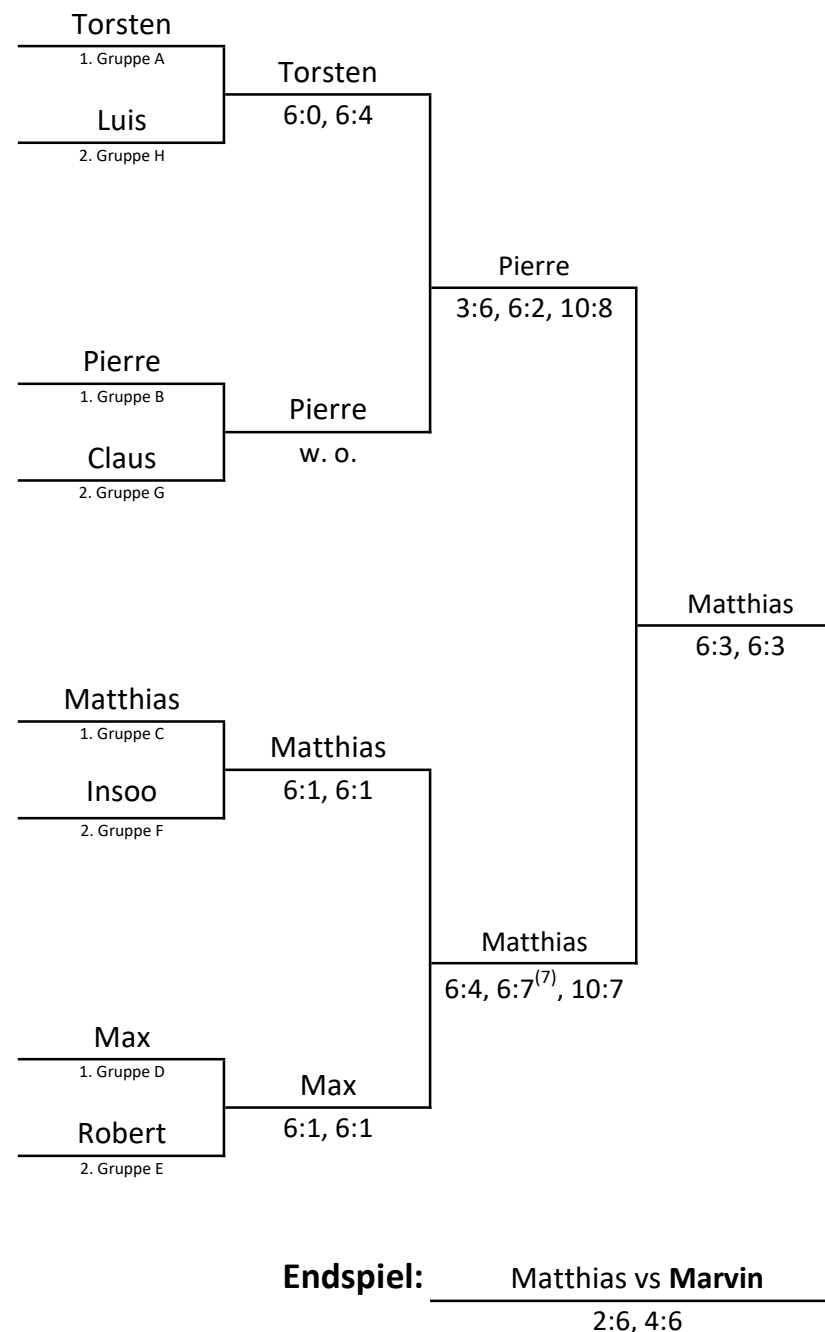 Torsten
1. Gruppe A
Torsten
6:0, 6:4
Luis
2. Gruppe H
Pierre
3:6, 6:2, 10:8
Pierre
1. Gruppe B
Pierre
w. o.
Claus
2. Gruppe G
Matthias
6:3, 6:3
Matthias
1. Gruppe C
Matthias
6:1, 6:1
Insoo
2. Gruppe F
Matthias
6:4, 6:7(7), 10:7
Max
1. Gruppe D
Max
6:1, 6:1
Robert
2. Gruppe E
Endspiel: Matthias vs Marvin
2:6, 4:6